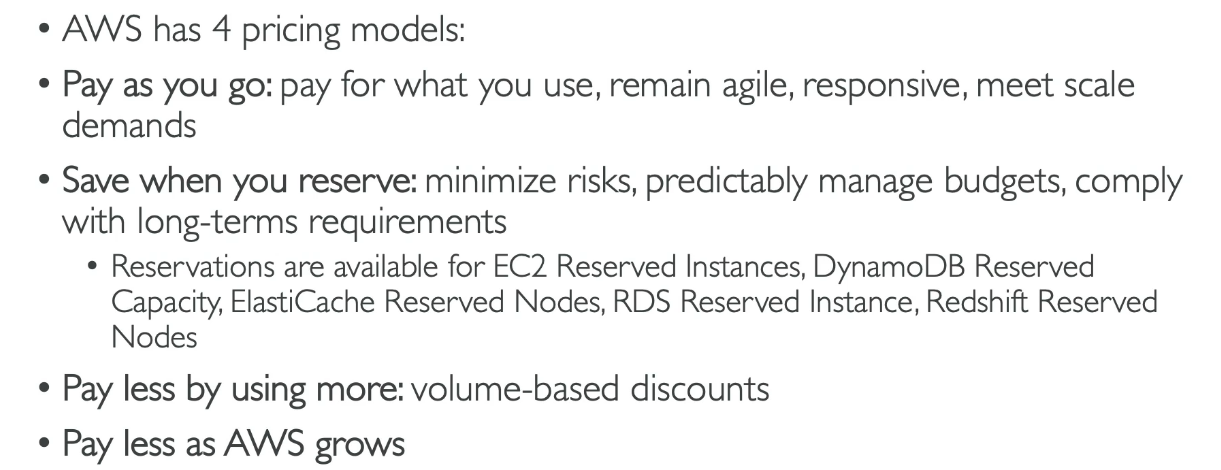 • AWS has 4 pricing models:
• Pay as you go: pay for what you use, remain agile, responsive, meet scale
demands
• Save when you reserve: minimize risks, predictably manage budgets, comply
with long-terms requirements
• Reservations are available for EC2 Reserved Instances, DynamoDB Reserved
Capacity, ElastiCache Reserved Nodes, RDS Reserved Instance, Redshift Reserved
Nodes
• Pay less by using more: volume-based discounts
• Pay less as AWS grows